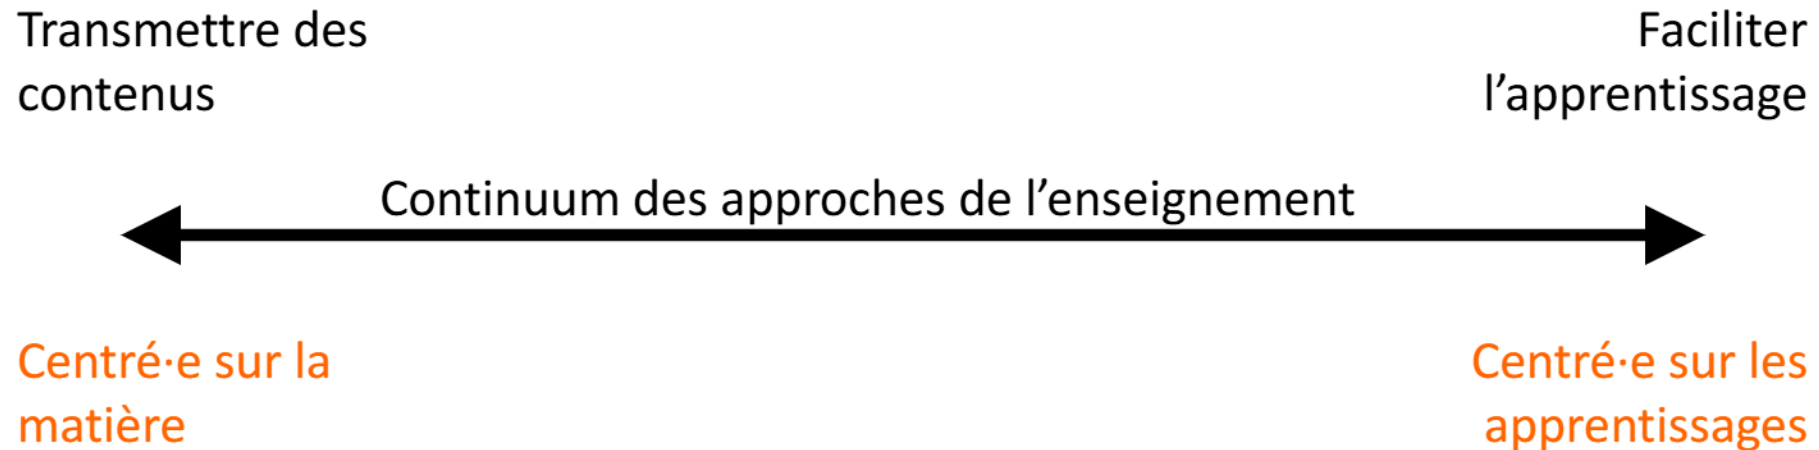 Transmettre des
contenus
Faciliter
l’apprentissage
Continuum des approches de l’enseignement
Centré·e sur la
matière
Centré·e sur les
apprentissages